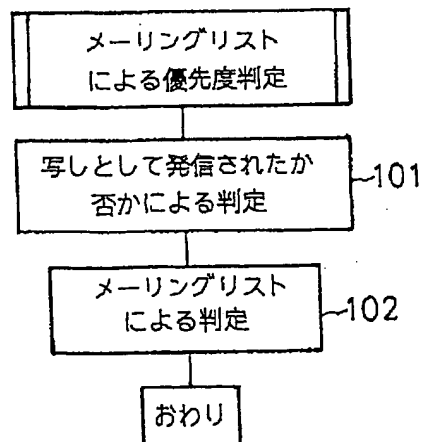 メーリングリスト
による優先度判定
写しとして発信されたか
否かによる判定
101
メーリングリスト
による判定
102
おわり